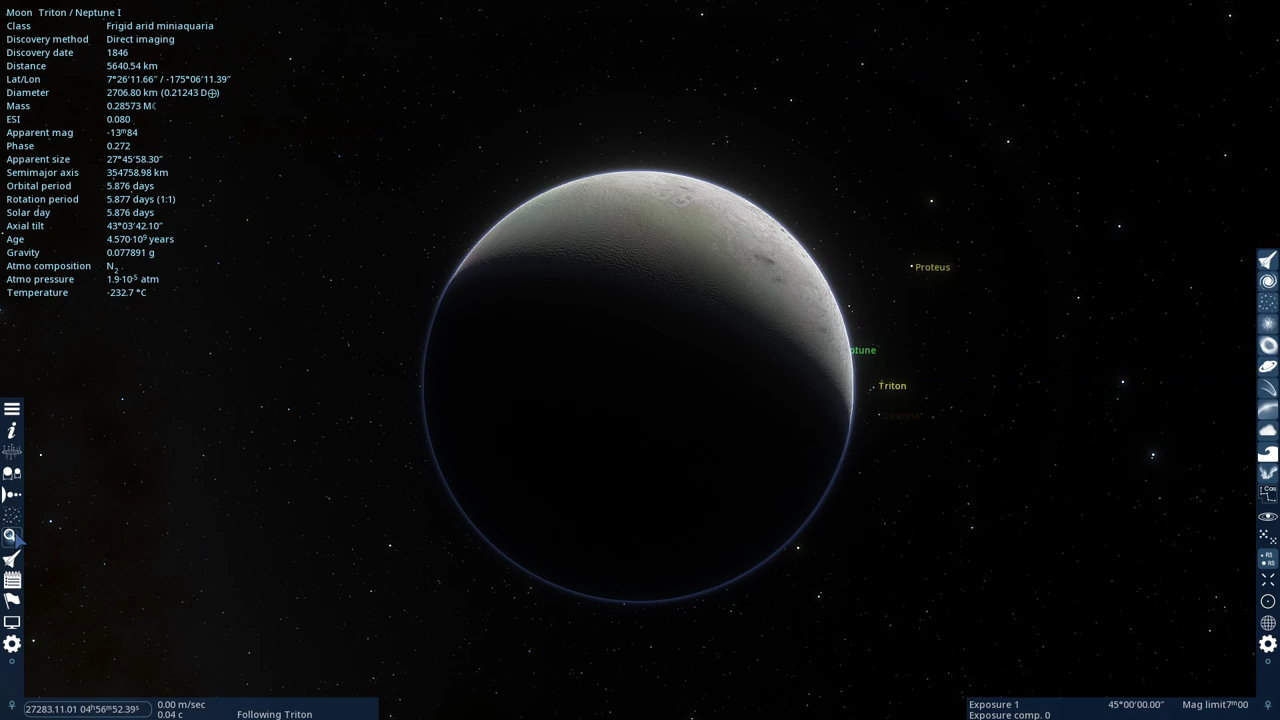 Moon Triton / Neptune I
Class Frigid arid miniaquaria
Discovery method Direct imaging
Discovery date 1846
Distance 5640.54 km
Lat/Lon 7°26′11.66″ / -175°06′11.39″
Diameter 2706.80 km (0.21243 D⊕)
Mass 0.28573 M☾
ESI 0.080
Apparent mag -13ᵐ84
Phase 0.272
Apparent size 27°45′58.30″
Semimajor axis 354758.98 km
Orbital period 5.876 days
Rotation period 5.877 days (1:1)
Solar day 5.876 days
Axial tilt 43°03′42.10″
Age 4.570·10⁹ years
Gravity 0.077891 g
Atmo composition N₂
Atmo pressure 1.9·10⁻⁵ atm
Temperature -232.7 °C
Proteus
ptune
Triton
Cas
RS
RS
27283.11.01 04ʰ56ᵐ52.39ˢ
0.00 m/sec
0.04 c
Following Triton
Exposure 1
Exposure comp. 0
45°00′00.00″
Mag limit 7ᵐ00